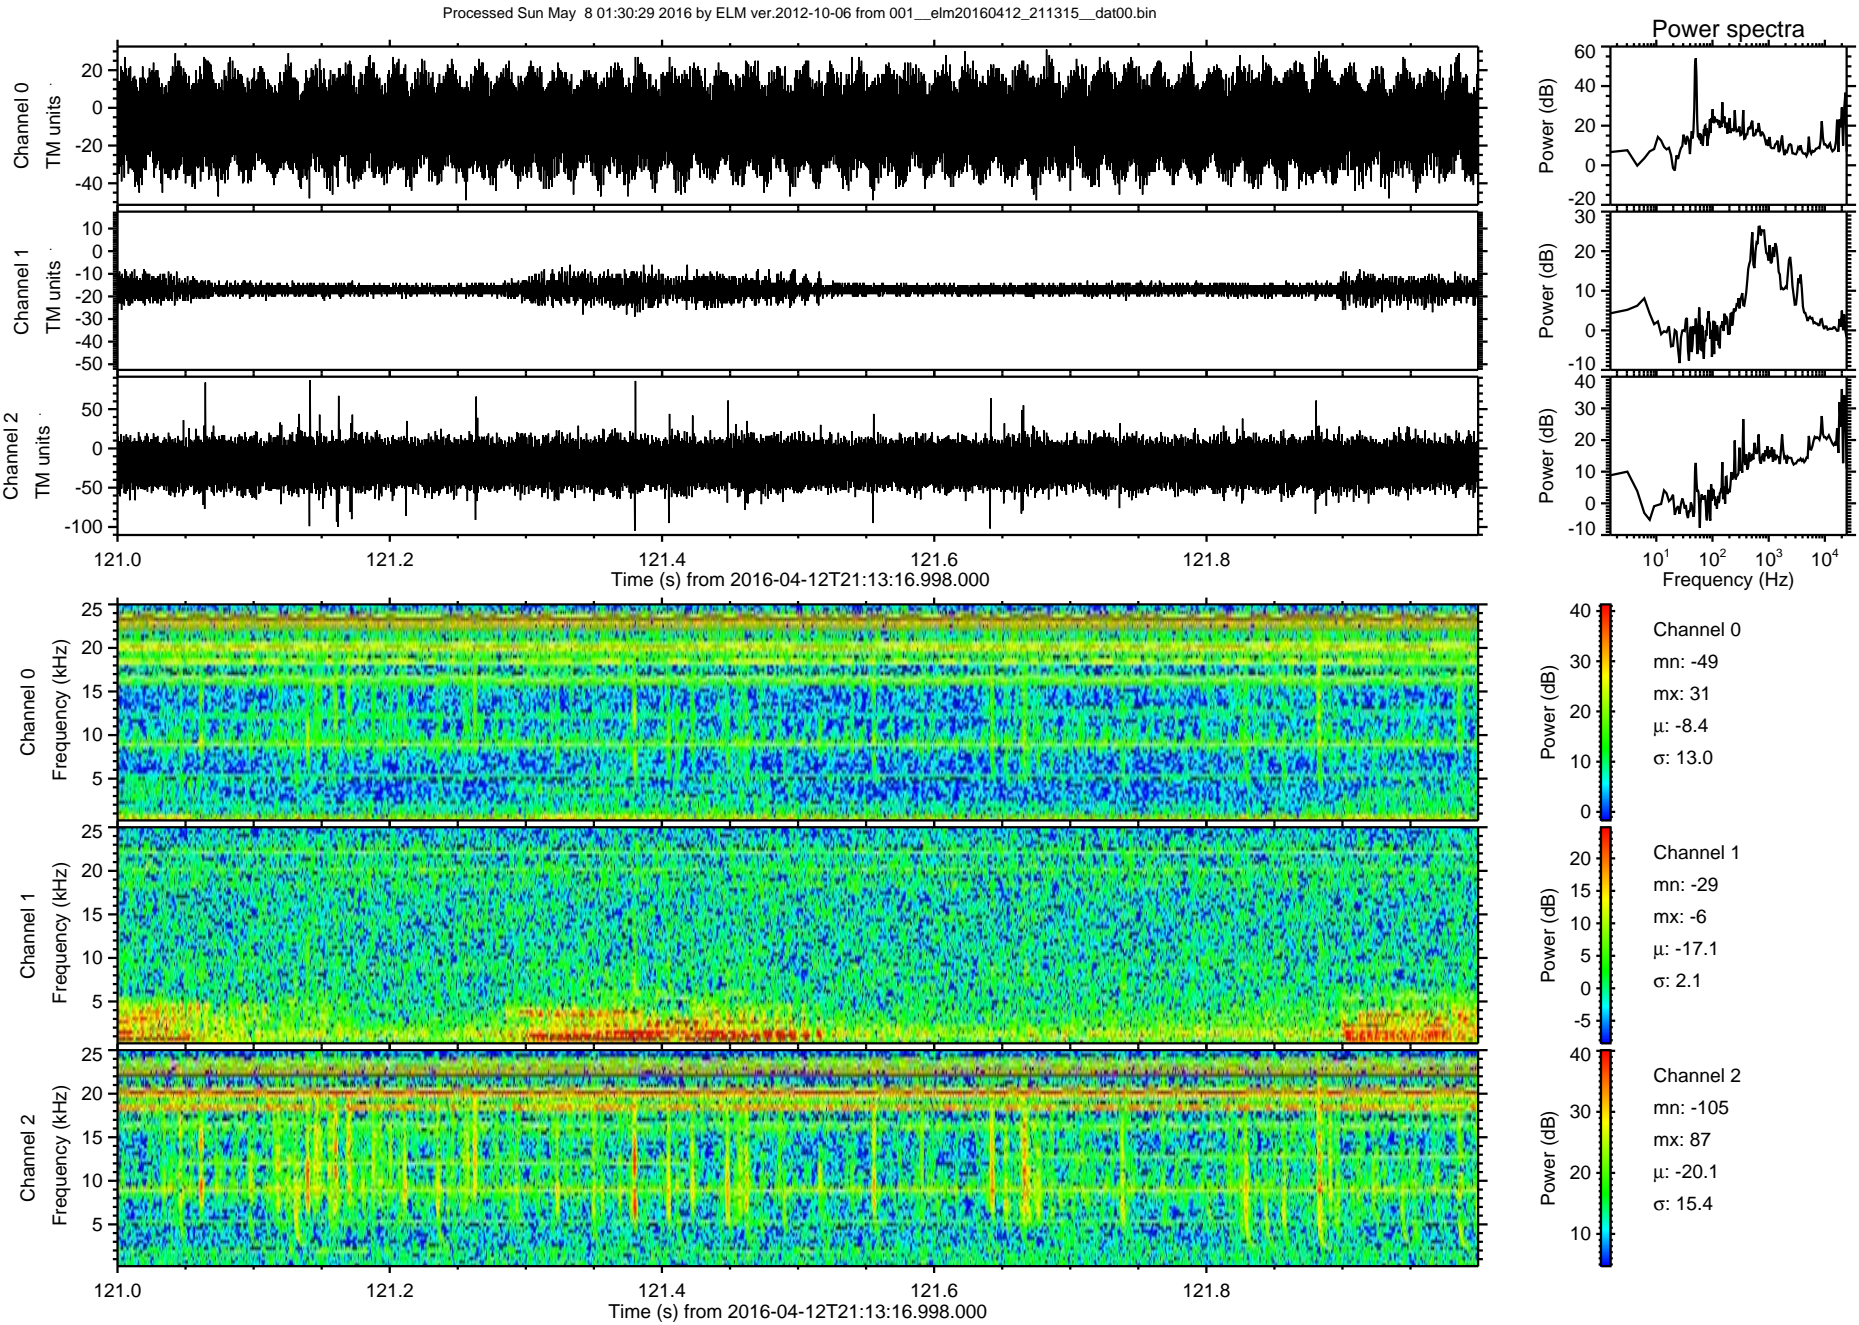 Processed Sun May  8 01:30:29 2016 by ELM ver.2012-10-06 from 001__elm20160412_211315__dat00.bin
Power spectra
Channel 0
TM units
20
0
-20
-40
Power (dB)
60
40
20
0
-20
Channel 1
TM units
10
0
-10
-20
-30
-40
-50
Power (dB)
30
20
10
0
-10
Channel 2
TM units
50
0
-50
-100
Power (dB)
40
30
20
10
0
-10
121.0 121.2 121.4 121.6 121.8
Time (s) from 2016-04-12T21:13:16.998.000
10¹ 10² 10³ 10⁴
Frequency (Hz)
Channel 0
Frequency (kHz)
25
20
15
10
5
Power (dB)
40
30
20
10
0
Channel 0
mn: -49
mx: 31
μ: -8.4
σ: 13.0
Channel 1
Frequency (kHz)
25
20
15
10
5
Power (dB)
20
15
10
5
0
-5
Channel 1
mn: -29
mx: -6
μ: -17.1
σ: 2.1
Channel 2
Frequency (kHz)
25
20
15
10
5
Power (dB)
40
30
20
10
Channel 2
mn: -105
mx: 87
μ: -20.1
σ: 15.4
121.0 121.2 121.4 121.6 121.8
Time (s) from 2016-04-12T21:13:16.998.000